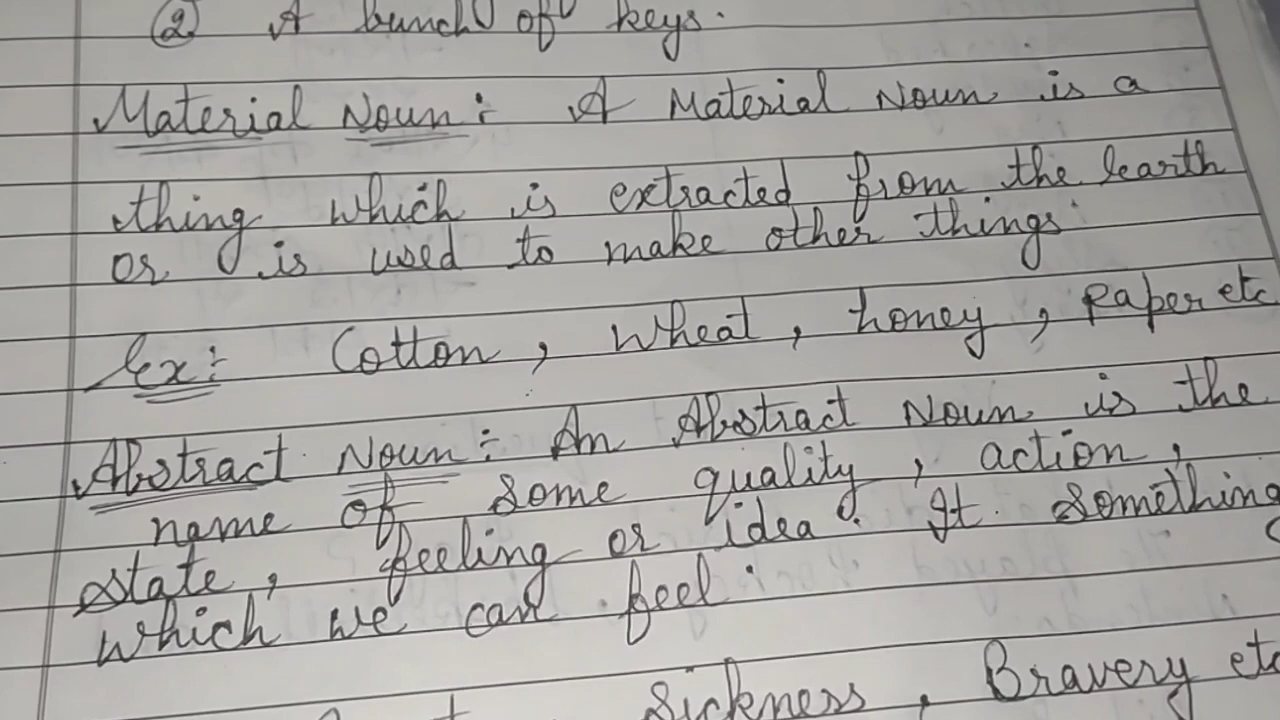 ② A bunch of keys.
Material Noun: A Material Noun is a
thing which is extracted from the Earth
or is used to make other things.
Ex: Cotton, Wheat, honey, Paper etc
Abstract Noun: An Abstract Noun is the
name of some quality, action,
state, feeling or idea. It something
which we can feel.
Sickness, Bravery etc